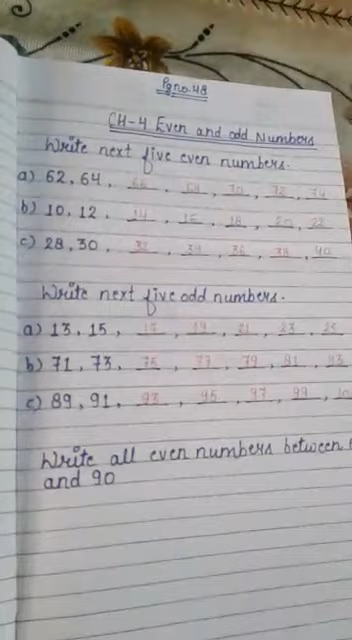 Pg no. 48
CH-4 Even and odd Numbers
Write next five even numbers.
a) 62, 64, 66, 68, 70, 72, 74
b) 10, 12, 14, 16, 18, 20, 22
c) 28, 30, 32, 34, 36, 38, 40
Write next five odd numbers.
a) 13, 15, 17, 19, 21, 23, 25
b) 71, 73, 75, 77, 79, 81, 83
c) 89, 91, 93, 95, 97, 99,
Write all even numbers between
and 90